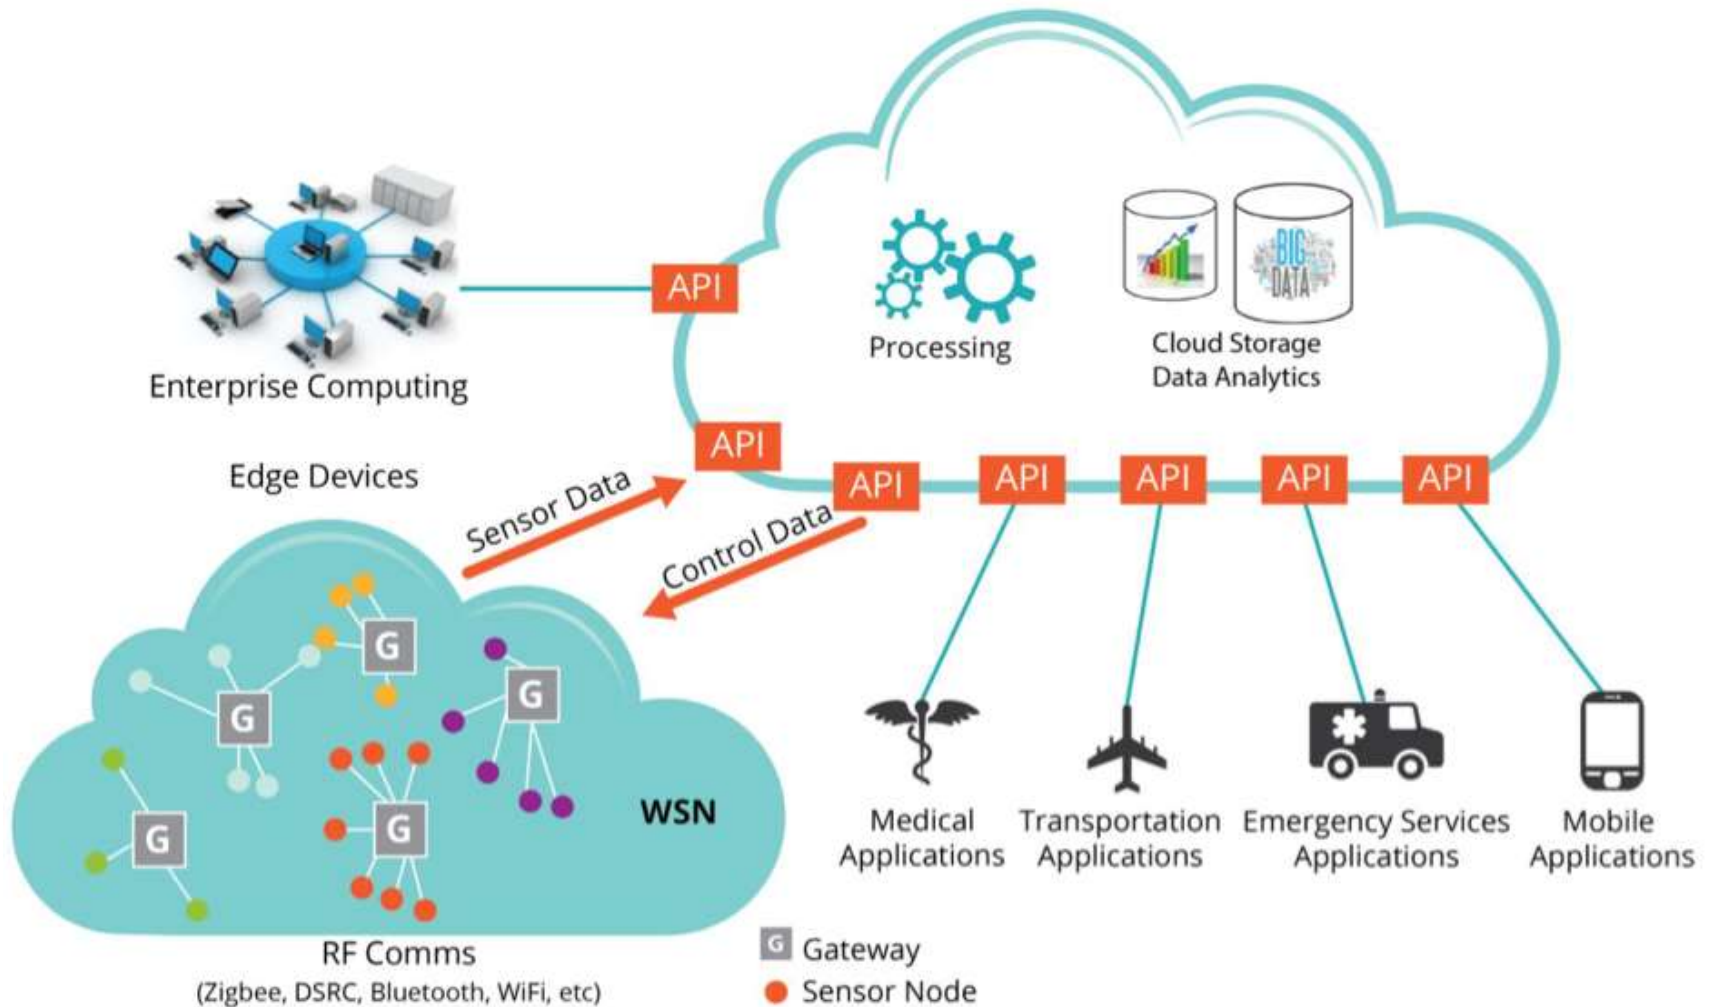 BIG
DATA
API
Processing
Cloud Storage
Data Analytics
Enterprise Computing
API
API
API
API
API
API
Edge Devices
Sensor Data
Control Data
G
G
G
G
G
WSN
Medical
Applications
Transportation
Applications
Emergency Services
Applications
Mobile
Applications
RF Comms
(Zigbee, DSRC, Bluetooth, WiFi, etc)
G Gateway
Sensor Node